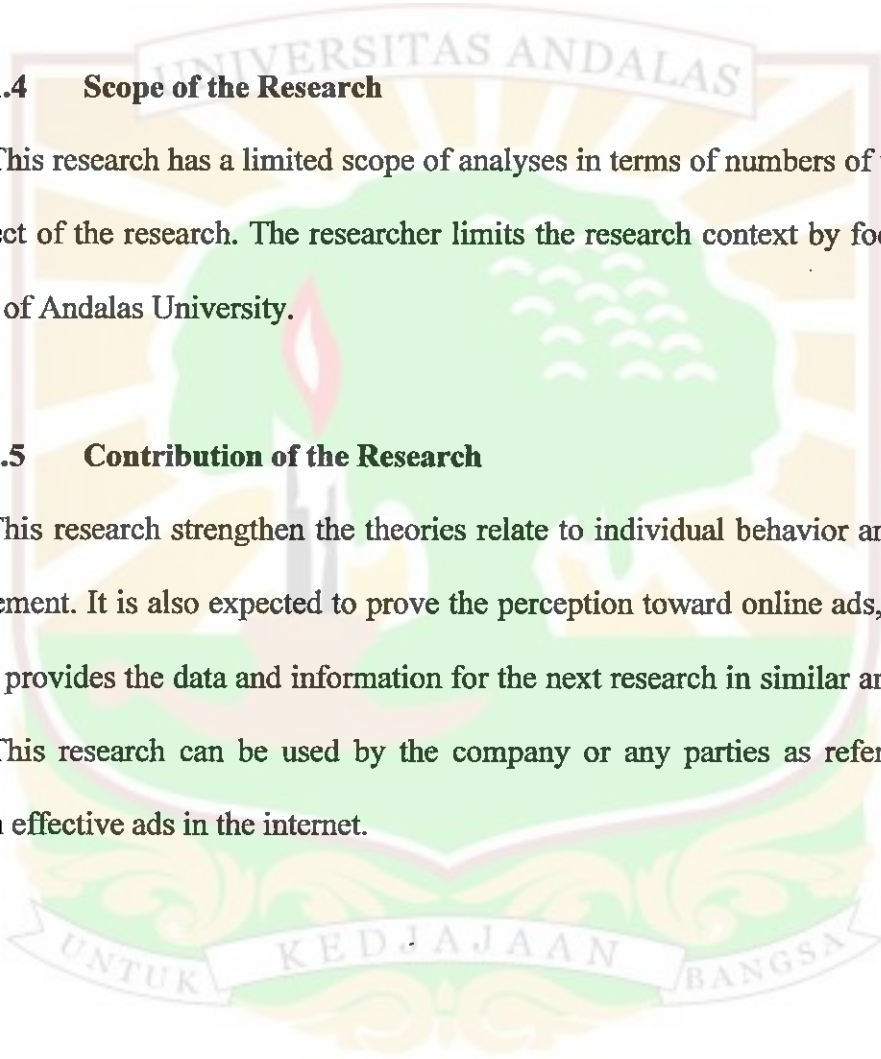 UNIVERSITAS ANDALAS
.4 Scope of the Research
This research has a limited scope of analyses in terms of numbers of
ect of the research. The researcher limits the research context by
of Andalas University.
.5 Contribution of the Research
This research strengthen the theories relate to individual behavior
ement. It is also expected to prove the perception toward online ads,
provides the data and information for the next research in similar
This research can be used by the company or any parties as
effective ads in the internet.
UNTUK KEDJAJAAN BANGSA